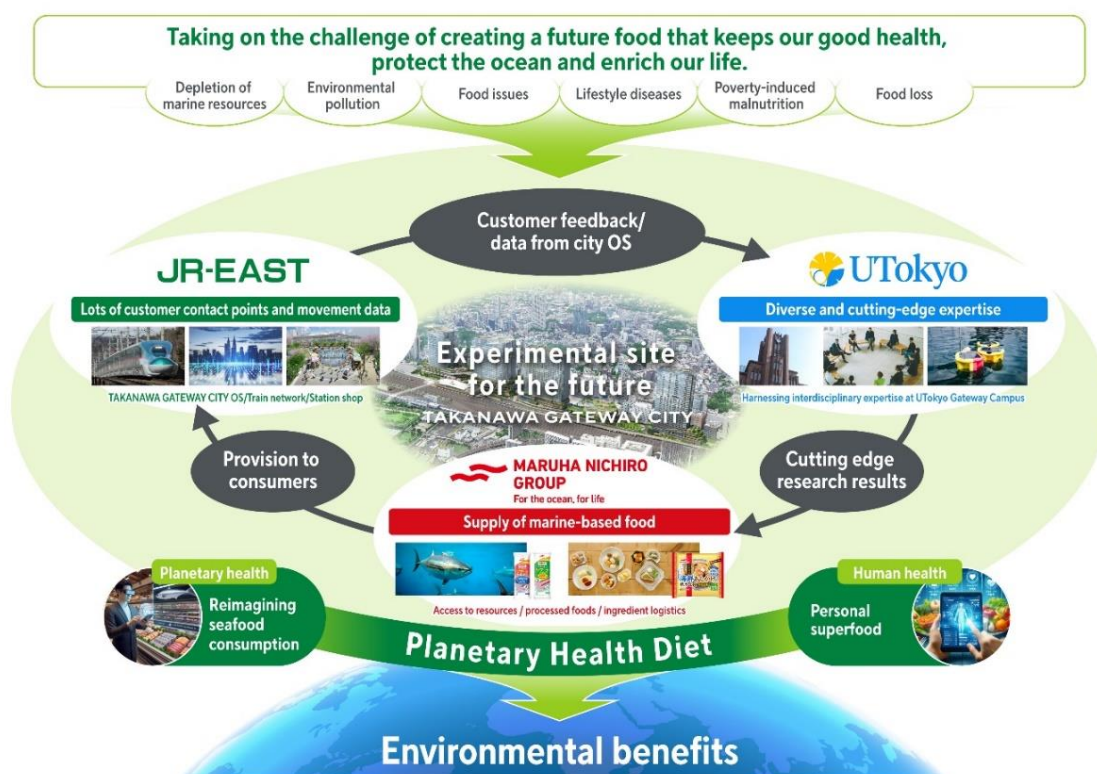 Taking on the challenge of creating a future food that keeps our good health,
protect the ocean and enrich our life.
Depletion of
marine resources
Environmental
pollution
Food issues
Lifestyle diseases
Poverty-induced
malnutrition
Food loss
Customer feedback/
data from city OS
JR-EAST
Lots of customer contact points and movement data
TAKANAWA GATEWAY CITY OS/Train network/Station shop
UTokyo
Diverse and cutting-edge expertise
Harnessing interdisciplinary expertise at UTokyo Gateway Campus
Experimental site
for the future
TAKANAWA GATEWAY CITY
Provision to
consumers
Cutting edge
research results
MARUHA NICHIRO
GROUP
For the ocean, for life
Supply of marine-based food
Access to resources / processed foods / ingredient logistics
Planetary health
Reimagining
seafood
consumption
Human health
Personal
superfood
Planetary Health Diet
Environmental benefits